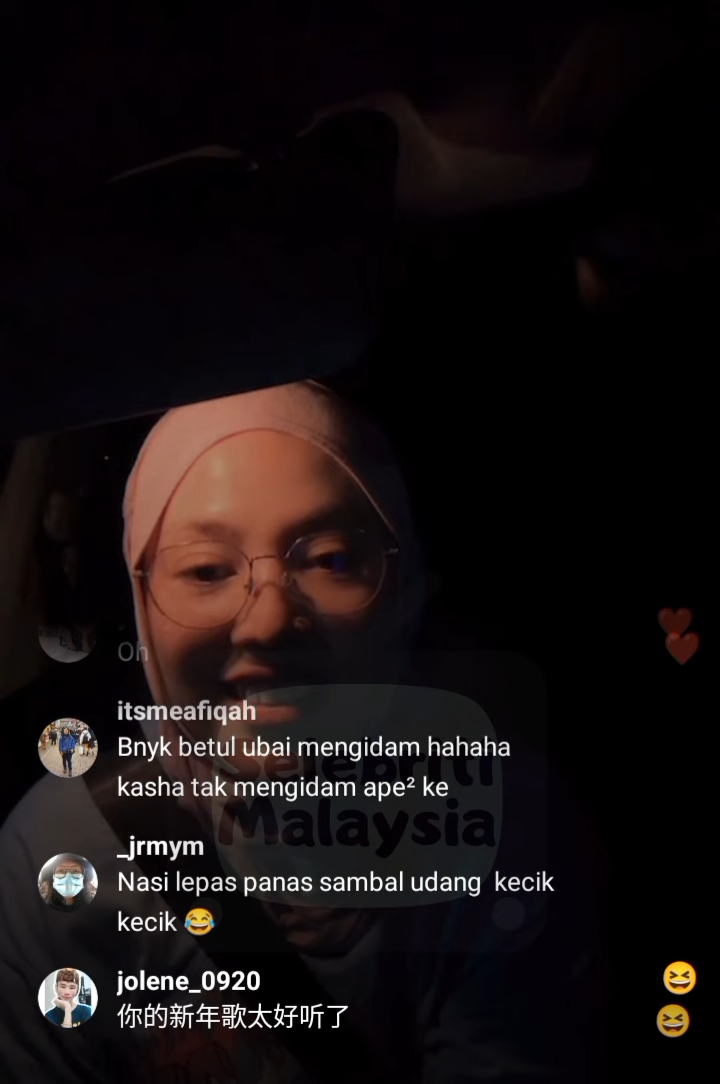 Oh
itsmeafiqah
Bnyk betul ubai mengidam hahaha
kasha tak mengidam ape² ke
Selebriti
Malaysia
_jrmym
Nasi lepas panas sambal udang  kecik
kecik 😂
jolene_0920
你的新年歌太好听了